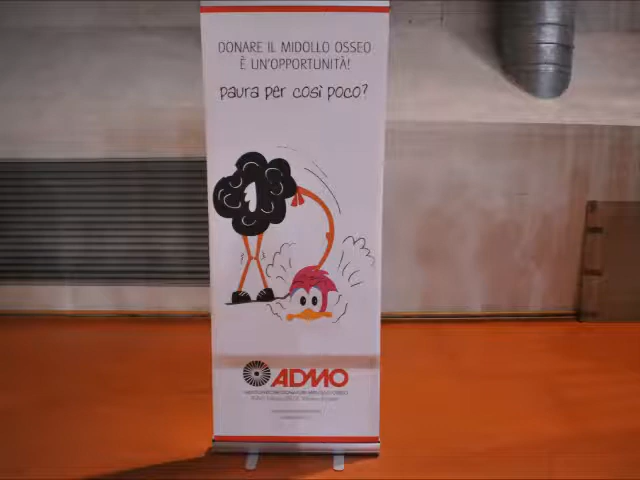 DONARE IL MIDOLLO OSSEO
È UN'OPPORTUNITÀ!
paura per così poco?
ADMO